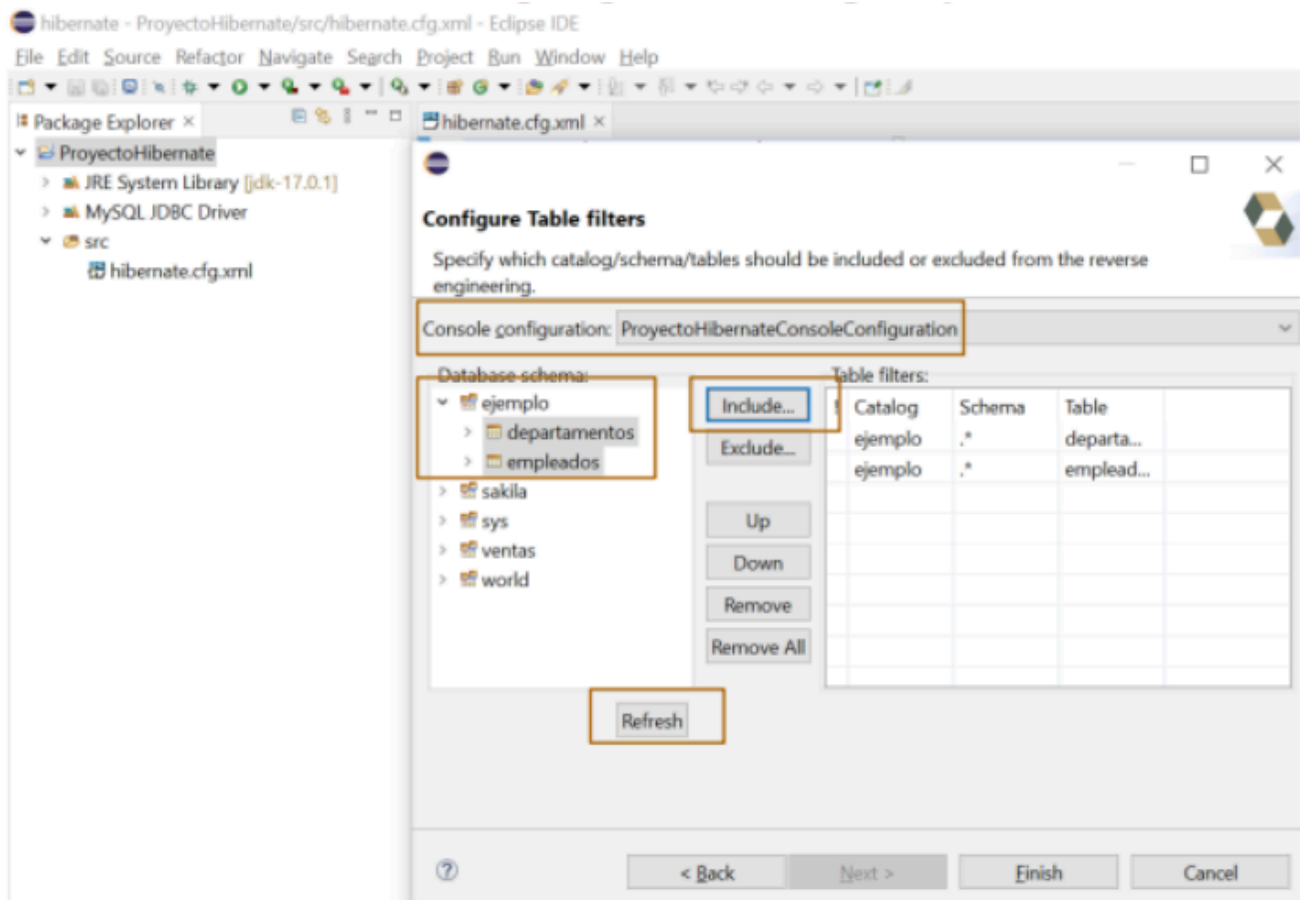 hibernate - ProyectoHibernate/src/hibernate.cfg.xml - Eclipse IDE
File Edit Source Refactor Navigate Search Project Run Window Help
Package Explorer
hibernate.cfg.xml
ProyectoHibernate
JRE System Library [jdk-17.0.1]
MySQL JDBC Driver
src
hibernate.cfg.xml
Configure Table filters
Specify which catalog/schema/tables should be included or excluded from the reverse
engineering.
Console configuration: ProyectoHibernateConsoleConfiguration
Database schema:
ejemplo
departamentos
empleados
sakila
sys
ventas
world
Include...
Exclude...
Up
Down
Remove
Remove All
Table filters:
! Catalog Schema Table
ejemplo .* departa...
ejemplo .* emplead...
Refresh
< Back Next > Finish Cancel